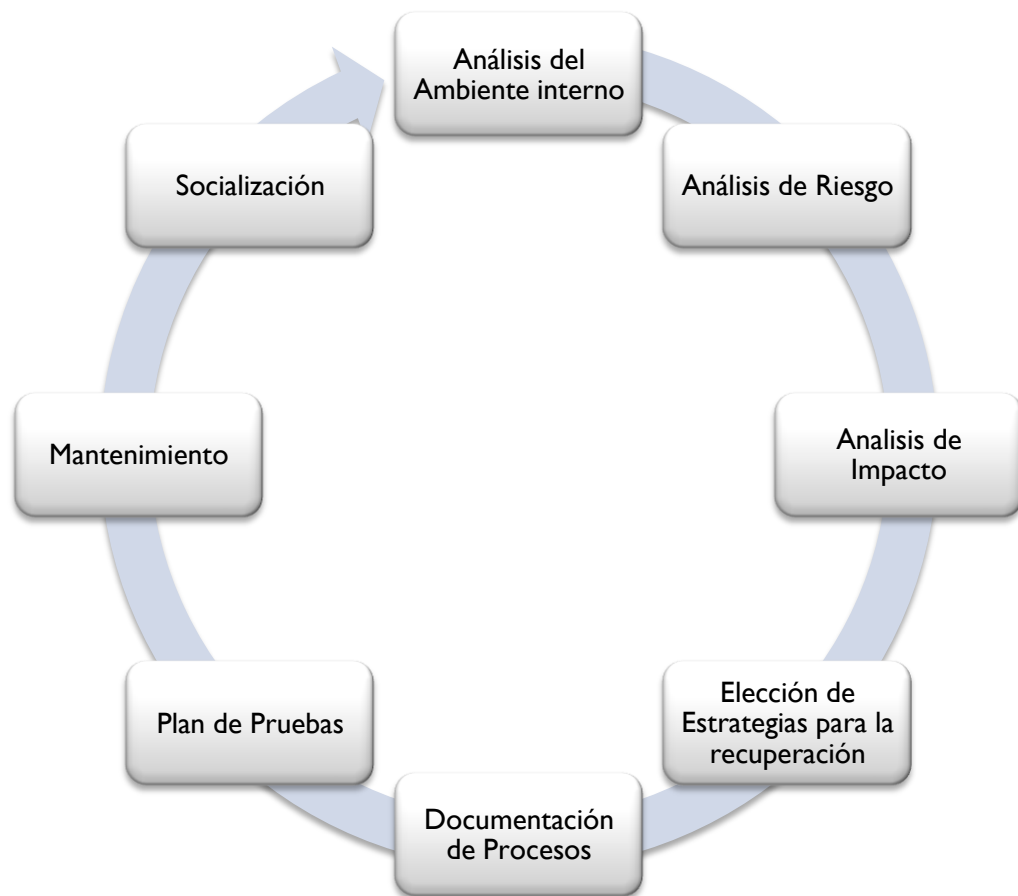 Análisis del
Ambiente interno
Análisis de Riesgo
Analisis de
Impacto
Elección de
Estrategias para la
recuperación
Documentación
de Procesos
Plan de Pruebas
Mantenimiento
Socialización